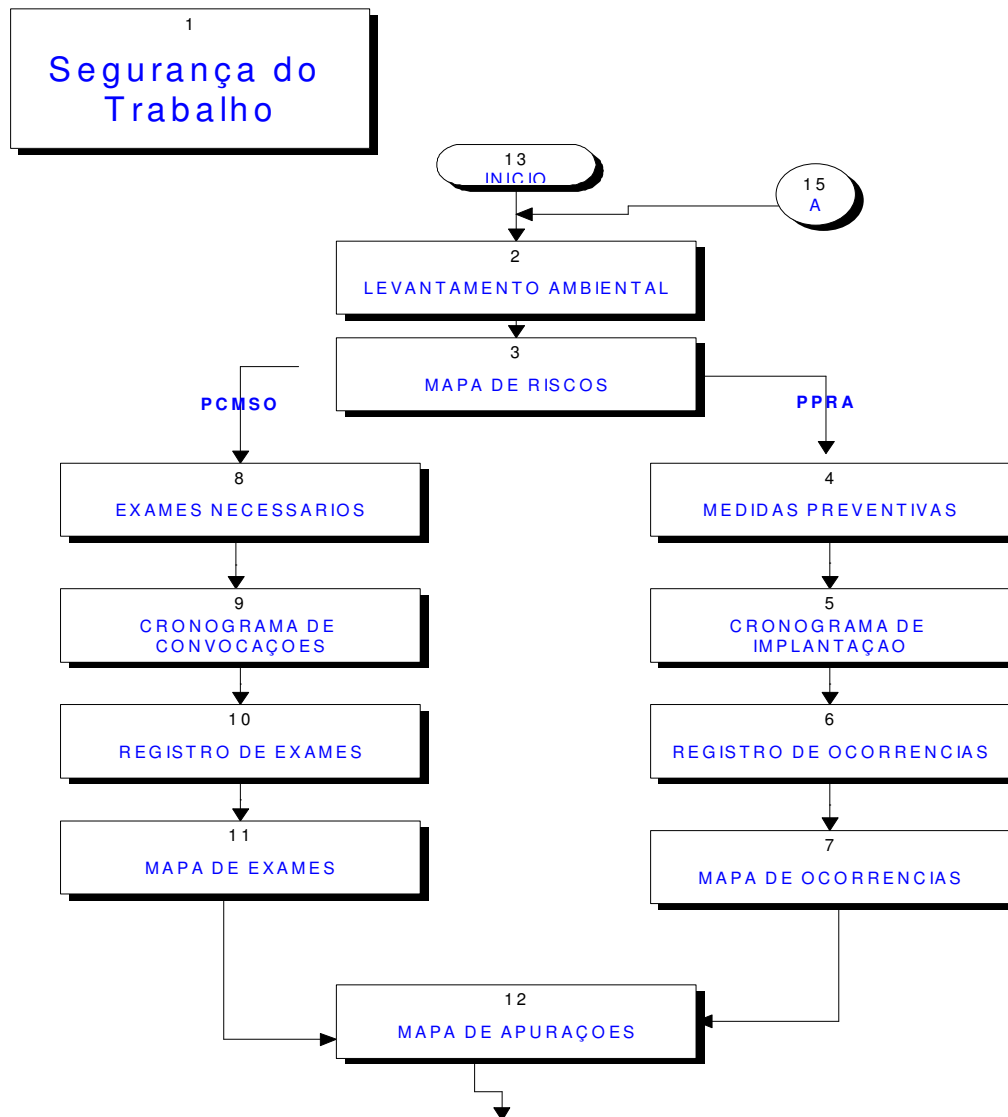 1
Segurança do
Trabalho
13
INICIO
15
A
2
LEVANTAMENTO AMBIENTAL
3
MAPA DE RISCOS
PCMSO
PPRA
8
EXAMES NECESSARIOS
4
MEDIDAS PREVENTIVAS
9
CRONOGRAMA DE
CONVOCAÇOES
5
CRONOGRAMA DE
IMPLANTAÇAO
10
REGISTRO DE EXAMES
6
REGISTRO DE OCORRENCIAS
11
MAPA DE EXAMES
7
MAPA DE OCORRENCIAS
12
MAPA DE APURAÇOES